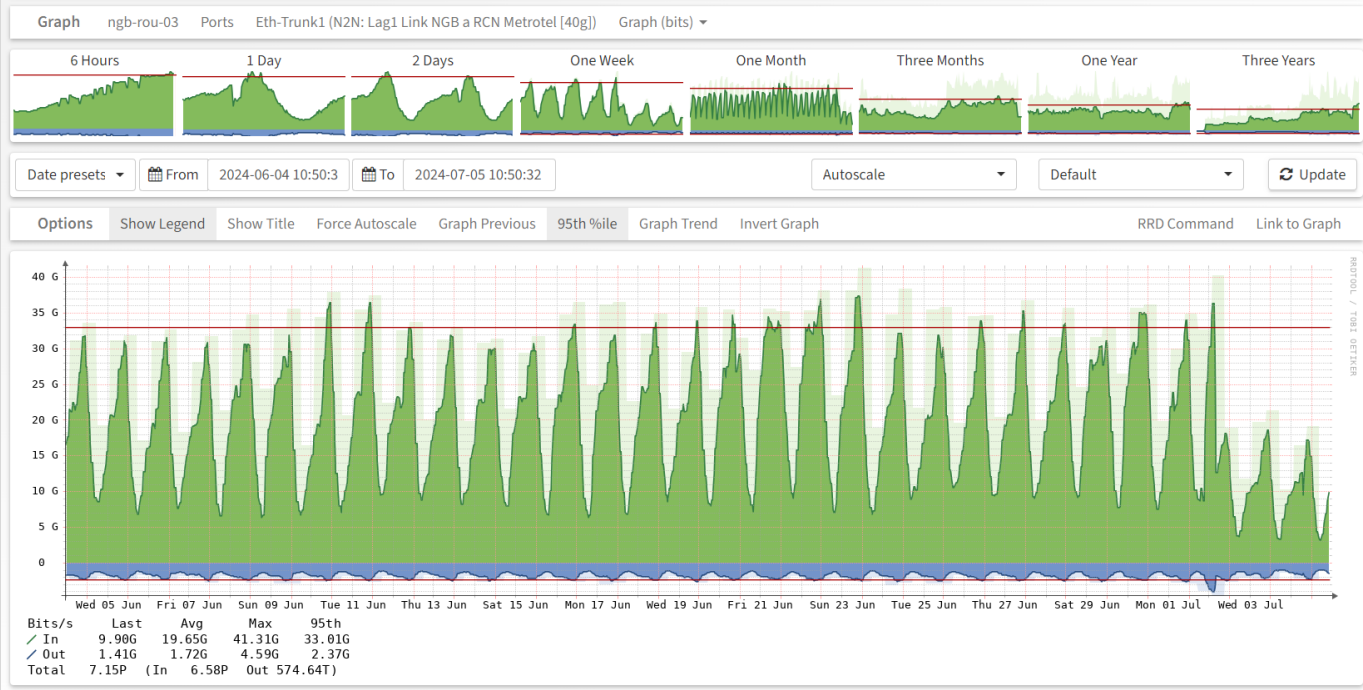 Graph ngb-rou-03 Ports Eth-Trunk1 (N2N: Lag1 Link NGB a RCN Metrotel [40g]) Graph (bits)
6 Hours 1 Day 2 Days One Week One Month Three Months One Year Three Years
Date presets From 2024-06-04 10:50:3 To 2024-07-05 10:50:32 Autoscale Default Update
Options Show Legend Show Title Force Autoscale Graph Previous 95th %ile Graph Trend Invert Graph RRD Command Link to Graph
RRDTOOL / TOBI OETIKER
40 G
35 G
30 G
25 G
20 G
15 G
10 G
5 G
0
Wed 05 Jun Fri 07 Jun Sun 09 Jun Tue 11 Jun Thu 13 Jun Sat 15 Jun Mon 17 Jun Wed 19 Jun Fri 21 Jun Sun 23 Jun Tue 25 Jun Thu 27 Jun Sat 29 Jun Mon 01 Jul Wed 03 Jul
Bits/s Last Avg Max 95th
In 9.90G 19.65G 41.31G 33.01G
Out 1.41G 1.72G 4.59G 2.37G
Total 7.15P (In 6.58P Out 574.64T)